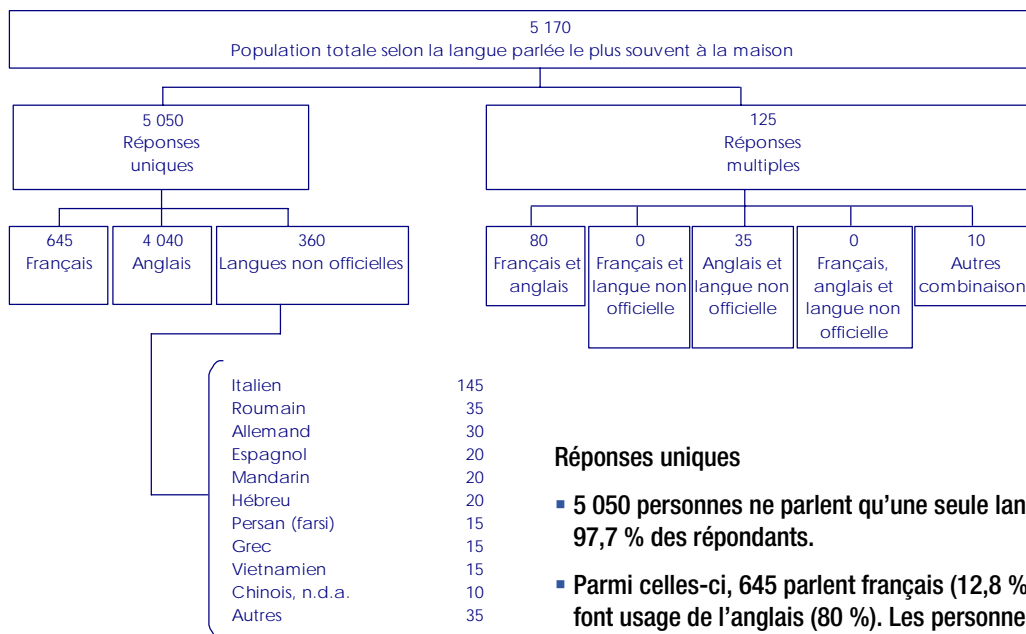 5 170
Population totale selon la langue parlée le plus souvent à la maison
5 050
Réponses
uniques
125
Réponses
multiples
645
Français
4 040
Anglais
360
Langues non officielles
80
Français et
anglais
0
Français et
langue non
officielle
35
Anglais et
langue non
officielle
0
Français,
anglais et
langue non
officielle
10
Autres
combinaison
Italien 145
Roumain 35
Allemand 30
Espagnol 20
Mandarin 20
Hébreu 20
Persan (farsi) 15
Grec 15
Vietnamien 15
Chinois, n.d.a. 10
Autres 35
Réponses uniques
▪ 5 050 personnes ne parlent qu’une seule lan
97,7 % des répondants.
▪ Parmi celles-ci, 645 parlent français (12,8 %
font usage de l’anglais (80 %). Les personne